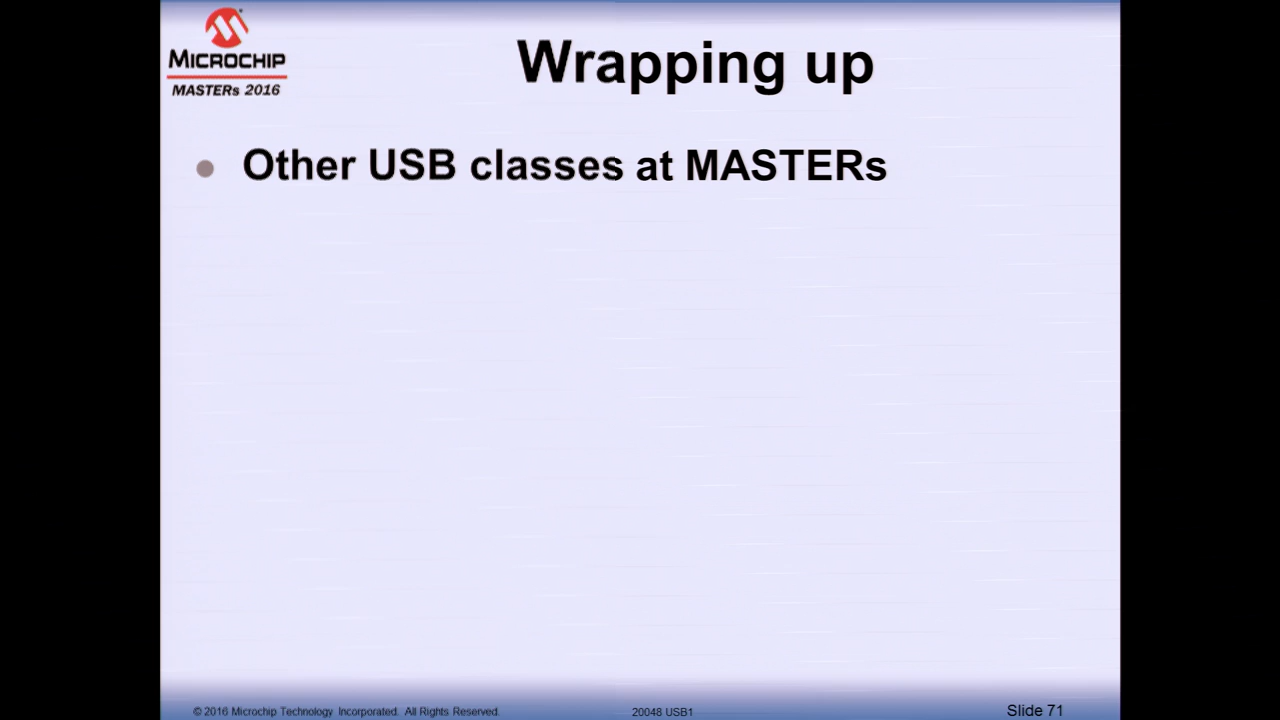 MICROCHIP
MASTERs 2016
Wrapping up
Other USB classes at MASTERs
© 2016 Microchip Technology Incorporated. All Rights Reserved.
20048 USB1
Slide 71